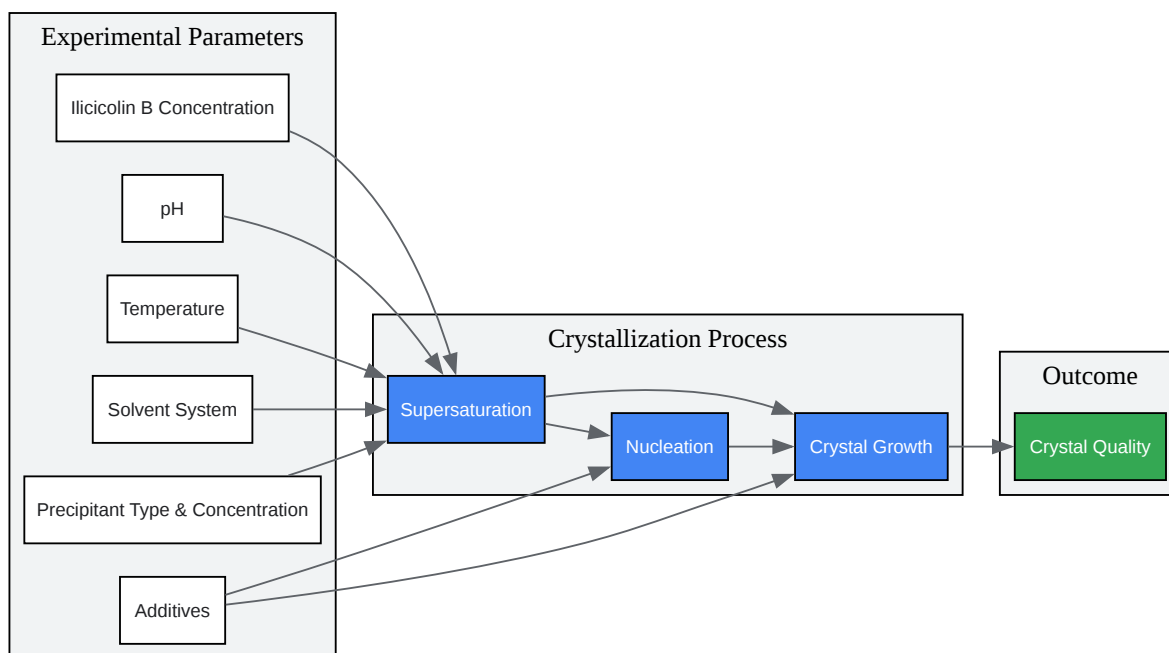 Experimental Parameters
Ilicicolin B Concentration
pH
Temperature
Solvent System
Precipitant Type & Concentration
Additives
Crystallization Process
Supersaturation
Nucleation
Crystal Growth
Outcome
Crystal Quality